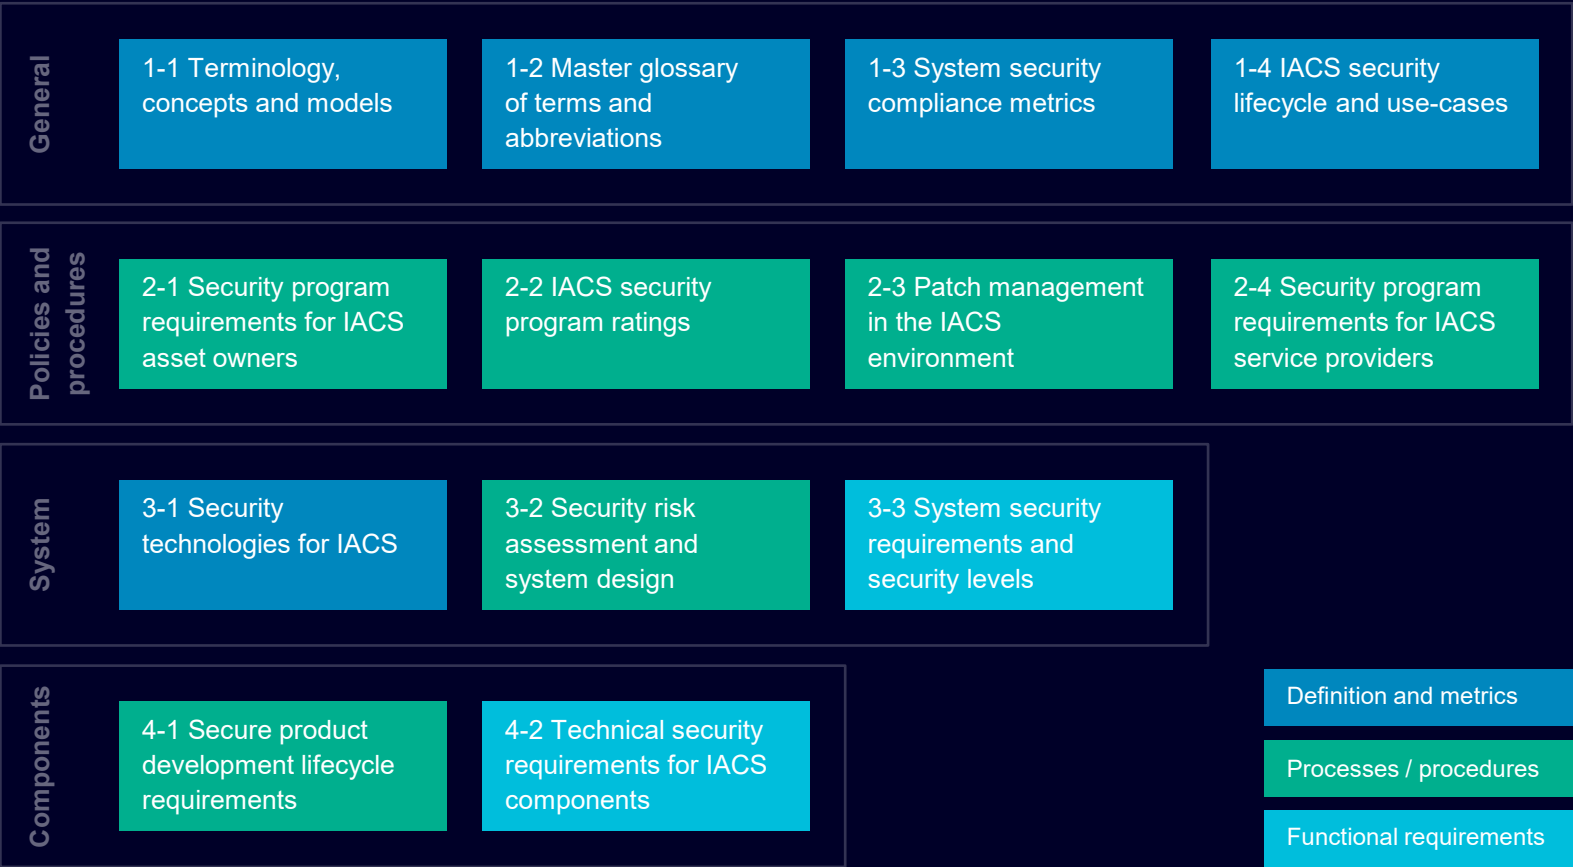 General
1-1 Terminology,
concepts and models
1-2 Master glossary
of terms and
abbreviations
1-3 System security
compliance metrics
1-4 IACS security
lifecycle and use-cases
Policies and
procedures
2-1 Security program
requirements for IACS
asset owners
2-2 IACS security
program ratings
2-3 Patch management
in the IACS
environment
2-4 Security program
requirements for IACS
service providers
System
3-1 Security
technologies for IACS
3-2 Security risk
assessment and
system design
3-3 System security
requirements and
security levels
Components
4-1 Secure product
development lifecycle
requirements
4-2 Technical security
requirements for IACS
components
Definition and metrics
Processes / procedures
Functional requirements